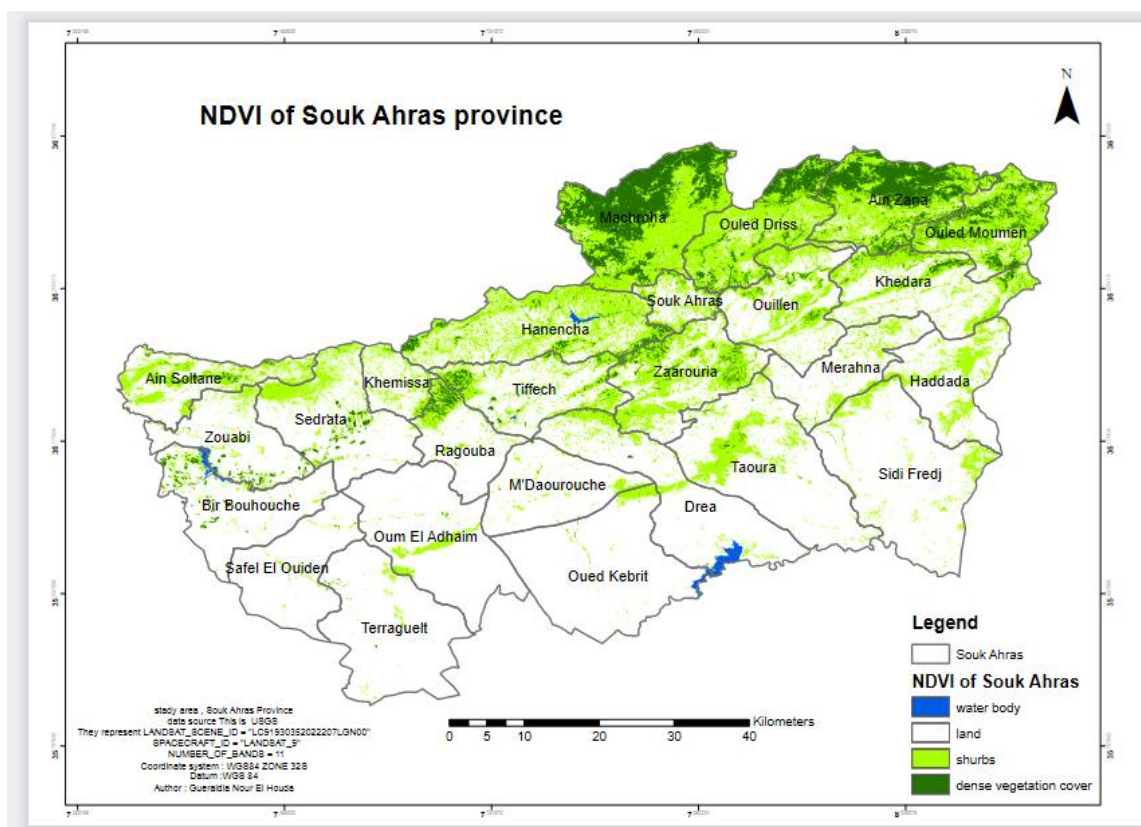 NDVI of Souk Ahras province
N
Machroha
Ain Zana
Ouled Driss
Ouled Moumen
Khedara
Souk Ahras
Ouillen
Hanencha
Merahna
Zaarouria
Haddada
Ain Soltane
Khemissa
Tiffech
Sedrata
Zouabi
Ragouba
Taoura
Sidi Fredj
M'Daourouche
Bir Bouhouche
Drea
Oum El Adhaim
Safel El Ouiden
Oued Kebrit
Terraguelt
Legend
Souk Ahras
NDVI of Souk Ahras
water body
land
shurbs
dense vegetation cover
Kilometers
0 5 10 20 30 40
stady area , Souk Ahras Province
data source This is USGS
They represent LANDSAT_SCENE_ID = "LC91930352022207LGN00"
SPACECRAFT_ID = "LANDSAT_9"
NUMBER_OF_BANDS = 11
Coordinate system : WGS84 ZONE 32S
Datum :WGS 84
Author : Gueraidia Nour El Houda